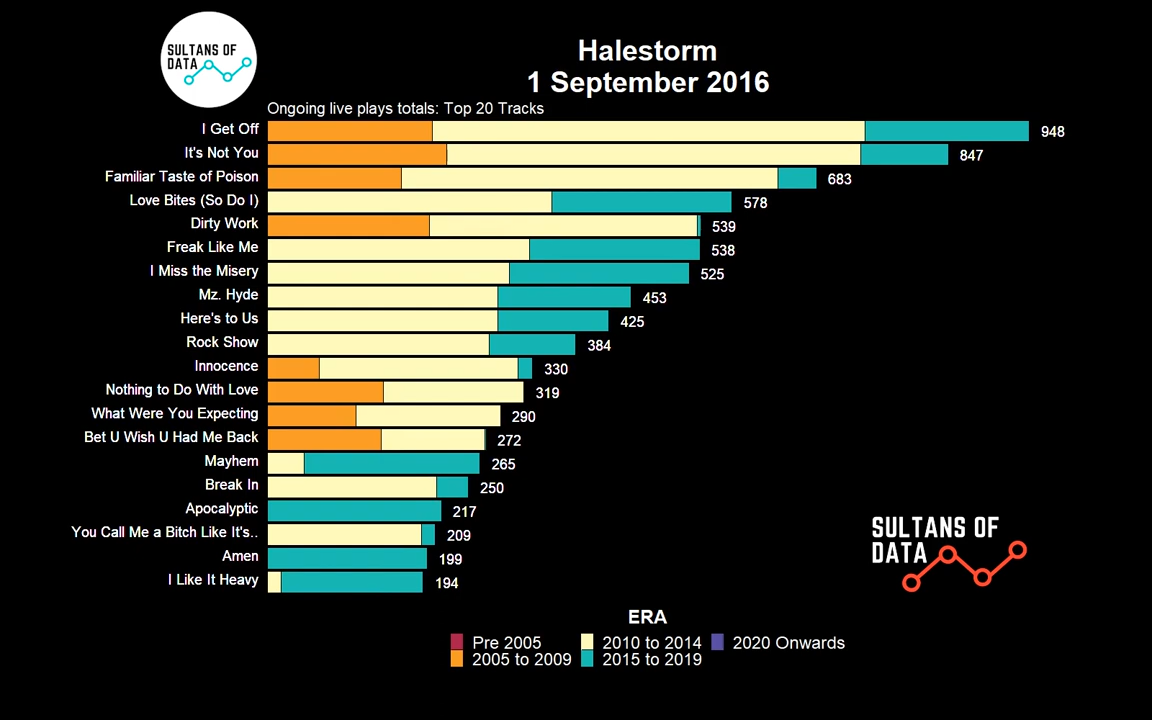 SULTANS OF
DATA
Halestorm
1 September 2016
Ongoing live plays totals: Top 20 Tracks
I Get Off 948
It's Not You 847
Familiar Taste of Poison 683
Love Bites (So Do I) 578
Dirty Work 539
Freak Like Me 538
I Miss the Misery 525
Mz. Hyde 453
Here's to Us 425
Rock Show 384
Innocence 330
Nothing to Do With Love 319
What Were You Expecting 290
Bet U Wish U Had Me Back 272
Mayhem 265
Break In 250
Apocalyptic 217
You Call Me a Bitch Like It's.. 209
Amen 199
I Like It Heavy 194
SULTANS OF
DATA
ERA
Pre 2005 2010 to 2014 2020 Onwards
2005 to 2009 2015 to 2019